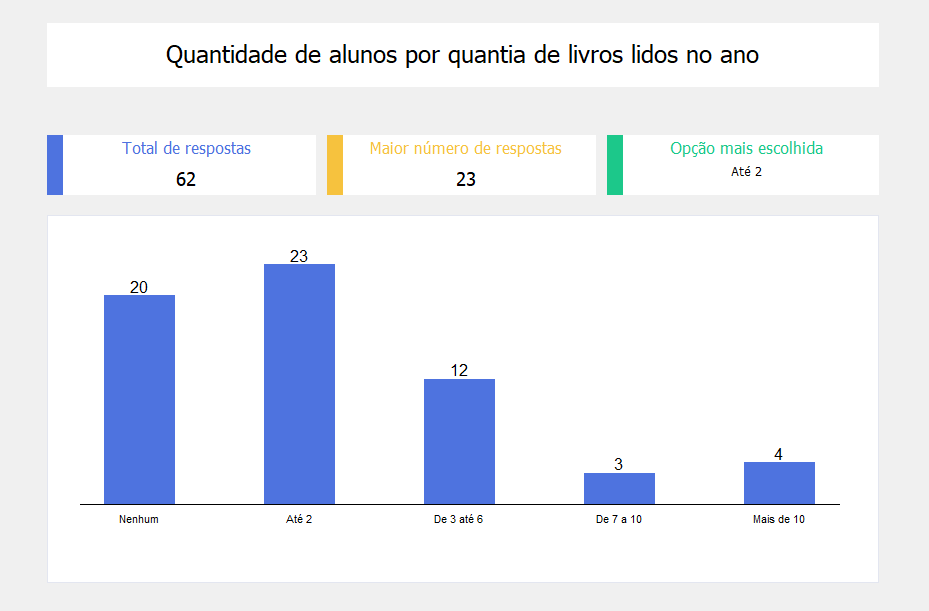 Quantidade de alunos por quantia de livros lidos no ano
Total de respostas
62
Maior número de respostas
23
Opção mais escolhida
Até 2
20
23
12
3
4
Nenhum
Até 2
De 3 até 6
De 7 a 10
Mais de 10